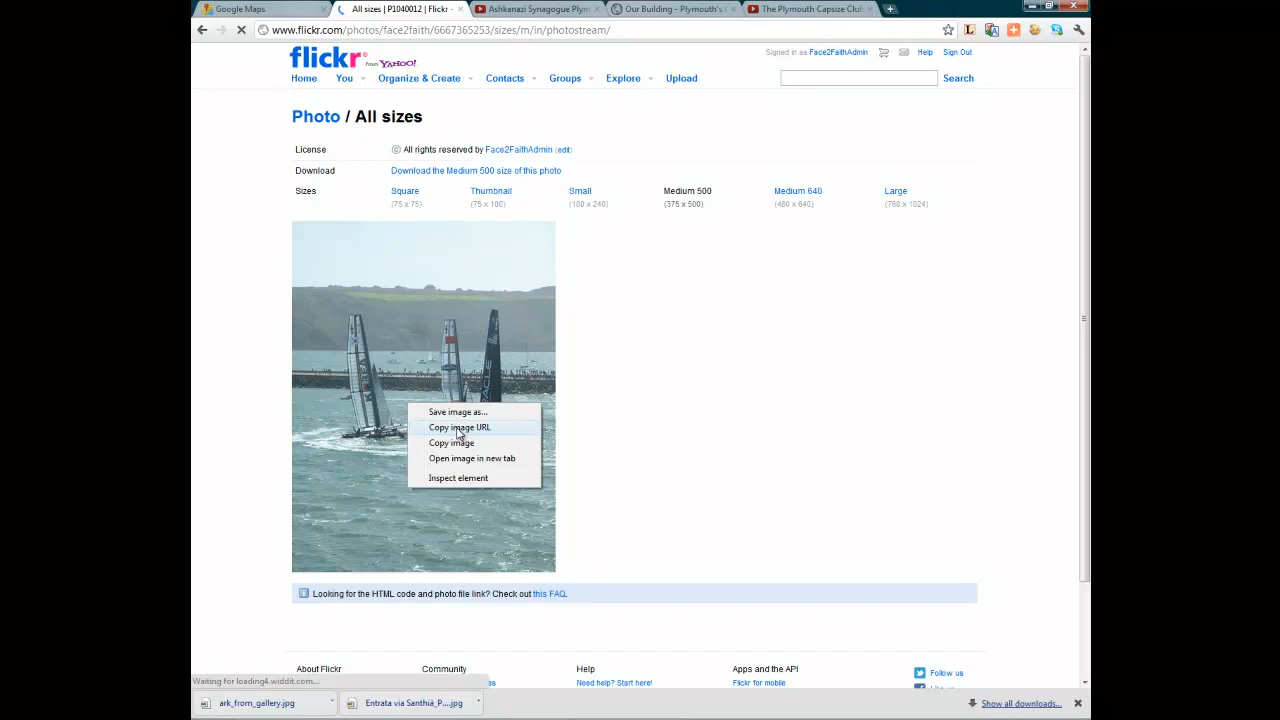 Google Maps
All sizes | P1040012 | Flickr -
Ashkanazi Synagogue Plym
Our Building - Plymouth's
The Plymouth Capsize Club
www.flickr.com/photos/face2faith/6667365253/sizes/m/in/photostream/
flickr from YAHOO!
Signed in as Face2FaithAdmin Help Sign Out
Home You Organize & Create Contacts Groups Explore Upload Search
Photo / All sizes
License © All rights reserved by Face2FaithAdmin (edit)
Download Download the Medium 500 size of this photo
Sizes Square Thumbnail Small Medium 500 Medium 640 Large
(75 x 75) (75 x 100) (180 x 240) (375 x 500) (480 x 640) (768 x 1024)
Save image as...
Copy image URL
Copy image
Open image in new tab
Inspect element
Looking for the HTML code and photo file link? Check out this FAQ.
About Flickr Community Help Apps and the API Follow us
Waiting for loading4.widdit.com...
Need help? Start here! Flickr for mobile
ark_from_gallery.jpg
Entrata via Santhià_P....jpg
Show all downloads...